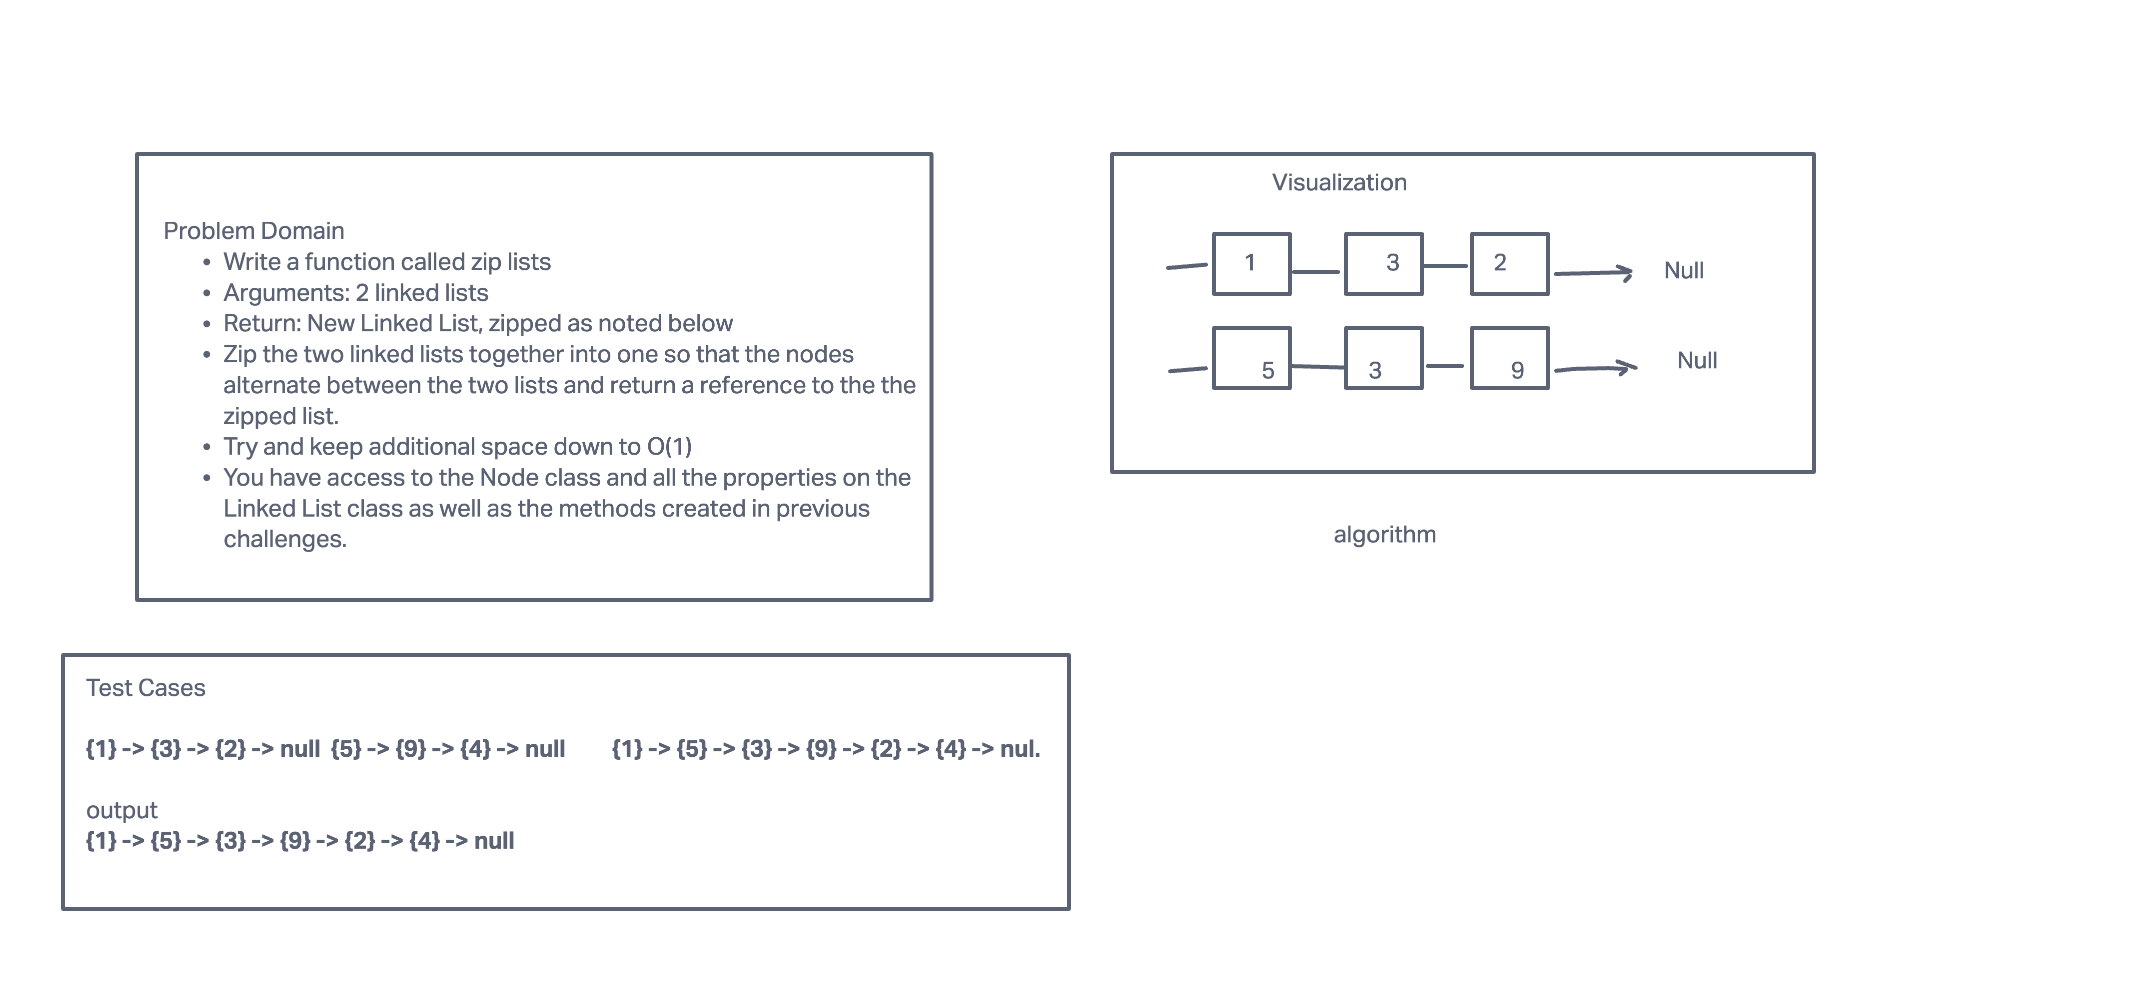 Problem Domain
• Write a function called zip lists
• Arguments: 2 linked lists
• Return: New Linked List, zipped as noted below
• Zip the two linked lists together into one so that the nodes
alternate between the two lists and return a reference to the the
zipped list.
• Try and keep additional space down to O(1)
• You have access to the Node class and all the properties on the
Linked List class as well as the methods created in previous
challenges.
Visualization
1 3 2 Null
5 3 9 Null
algorithm
Test Cases
{1} -> {3} -> {2} -> null {5} -> {9} -> {4} -> null {1} -> {5} -> {3} -> {9} -> {2} -> {4} -> nul.
output
{1} -> {5} -> {3} -> {9} -> {2} -> {4} -> null